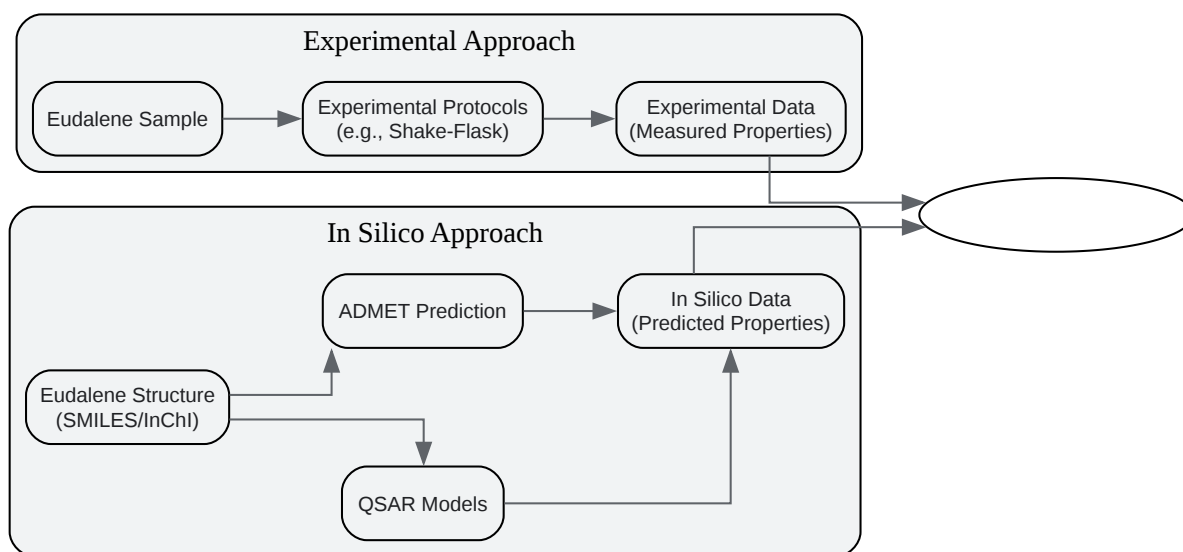 Experimental Approach
Eudalene Sample
Experimental Protocols
(e.g., Shake-Flask)
Experimental Data
(Measured Properties)
In Silico Approach
ADMET Prediction
In Silico Data
(Predicted Properties)
Eudalene Structure
(SMILES/InChI)
QSAR Models